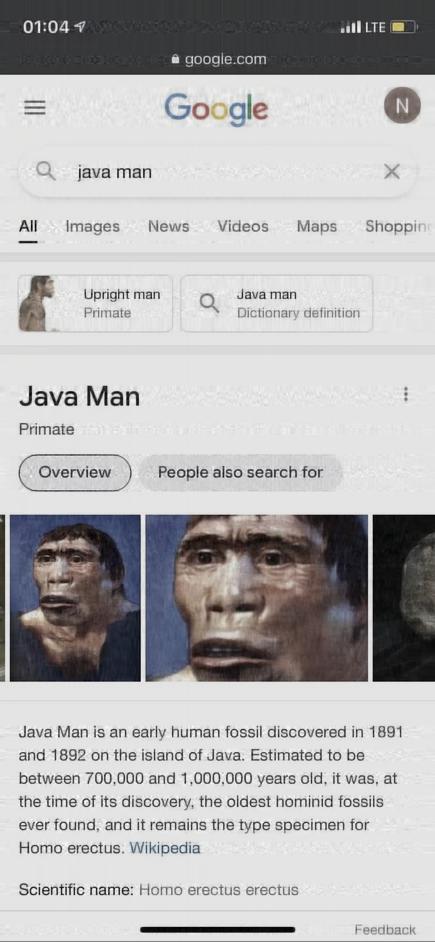 01:04
LTE
google.com
Google
N
java man
All Images News Videos Maps Shopping
Upright man
Primate
Java man
Dictionary definition
Java Man
Primate
Overview
People also search for
Java Man is an early human fossil discovered in 1891
and 1892 on the island of Java. Estimated to be
between 700,000 and 1,000,000 years old, it was, at
the time of its discovery, the oldest hominid fossils
ever found, and it remains the type specimen for
Homo erectus. Wikipedia
Scientific name: Homo erectus erectus
Feedback